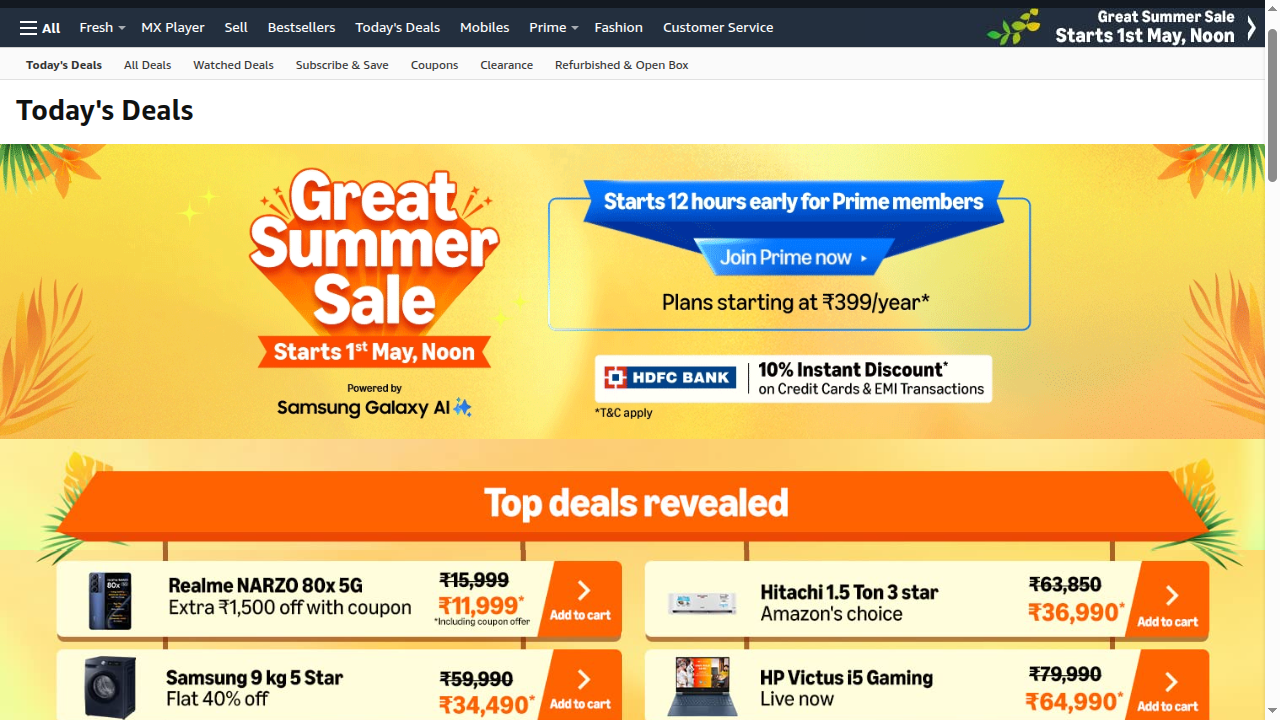 All Fresh MX Player Sell Bestsellers Today's Deals Mobiles Prime Fashion Customer Service
Great Summer Sale
Starts 1st May, Noon
Today's Deals All Deals Watched Deals Subscribe & Save Coupons Clearance Refurbished & Open Box
Today's Deals
Great
Summer
Sale
Starts 1st May, Noon
Powered by
Samsung Galaxy AI
Starts 12 hours early for Prime members
Join Prime now
Plans starting at ₹399/year*
HDFC BANK
10% Instant Discount*
on Credit Cards & EMI Transactions
*T&C apply
Top deals revealed
Realme NARZO 80x 5G
Extra ₹1,500 off with coupon
₹15,999
₹11,999*
*Including coupon offer
Add to cart
Hitachi 1.5 Ton 3 star
Amazon's choice
₹63,850
₹36,990*
Add to cart
Samsung 9 kg 5 Star
Flat 40% off
₹59,990
₹34,490*
Add to cart
HP Victus i5 Gaming
Live now
₹79,990
₹64,990*
Add to cart